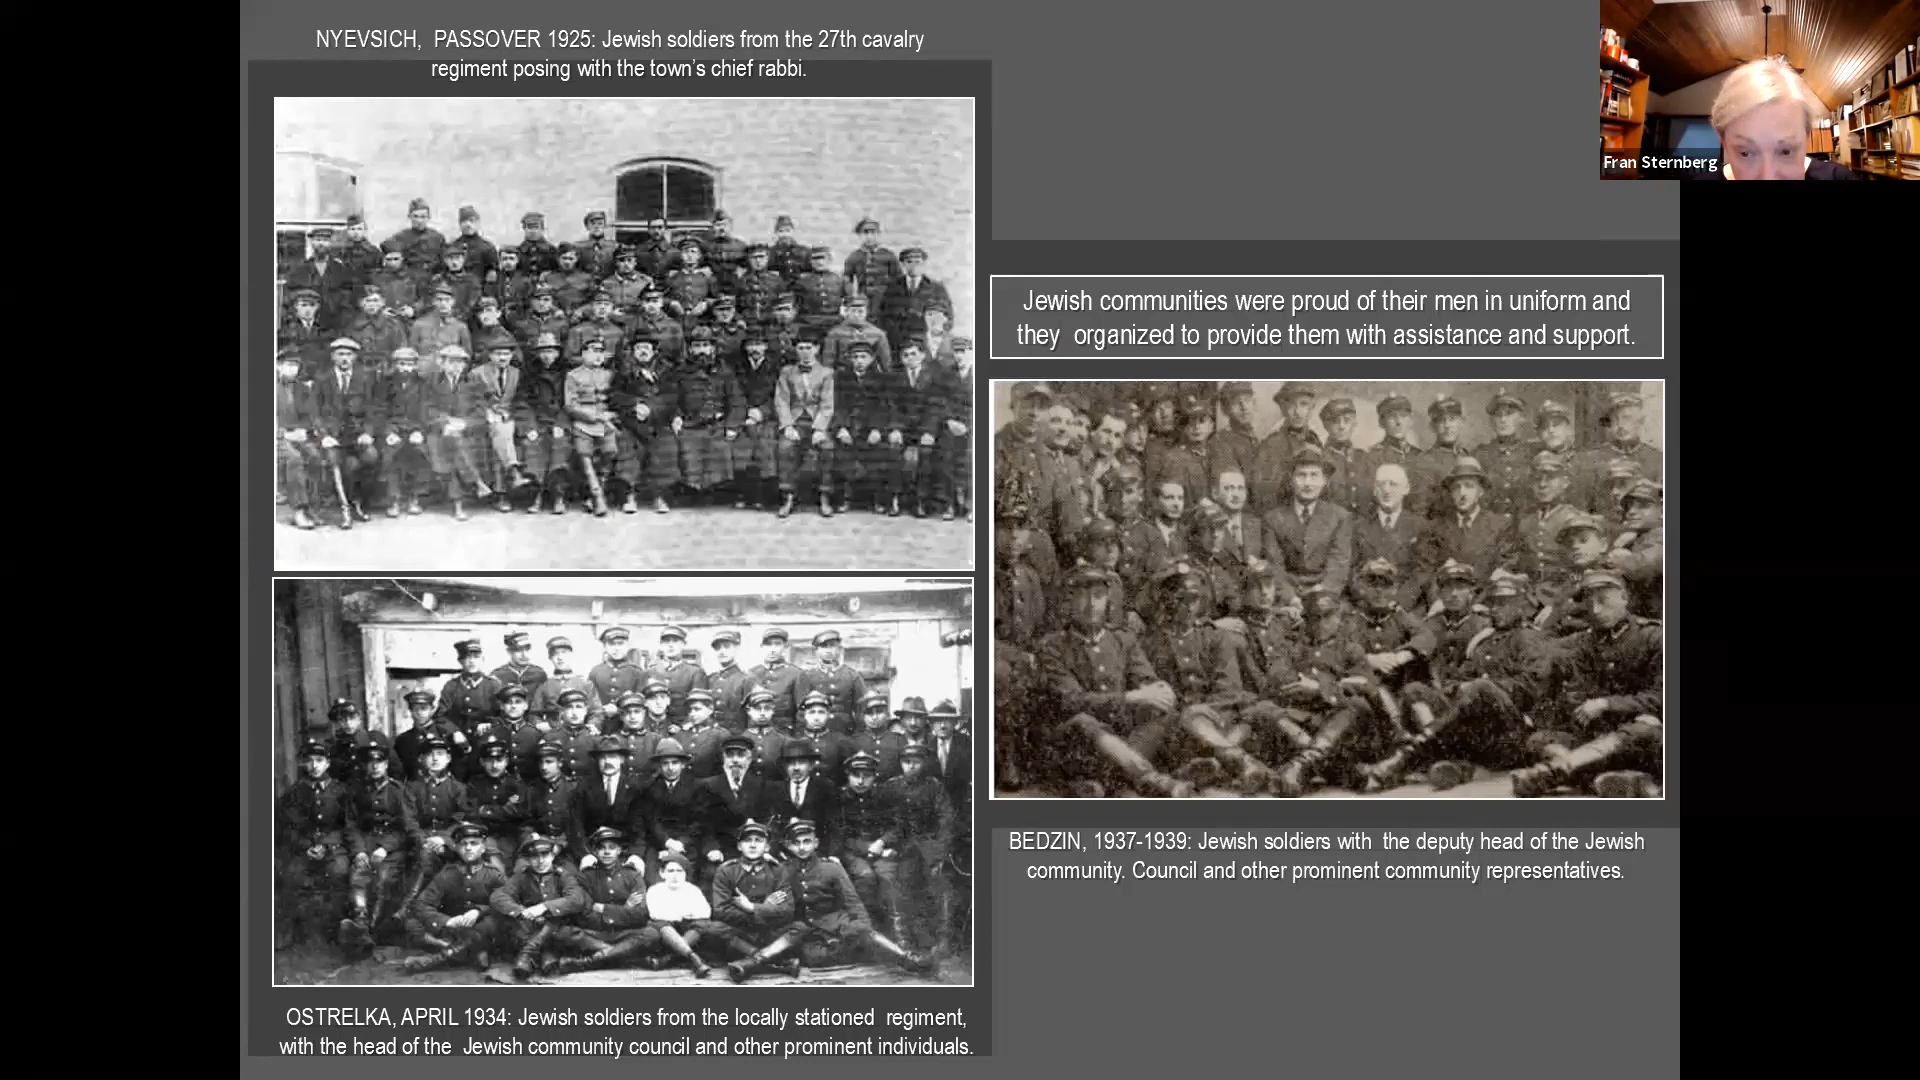 NYEVSICH, PASSOVER 1925: Jewish soldiers from the 27th cavalry
regiment posing with the town's chief rabbi.
Fran Sternberg
Jewish communities were proud of their men in uniform and
they organized to provide them with assistance and support.
BEDZIN, 1937-1939: Jewish soldiers with the deputy head of the Jewish
community. Council and other prominent community representatives.
OSTRELKA, APRIL 1934: Jewish soldiers from the locally stationed regiment,
with the head of the Jewish community council and other prominent individuals.